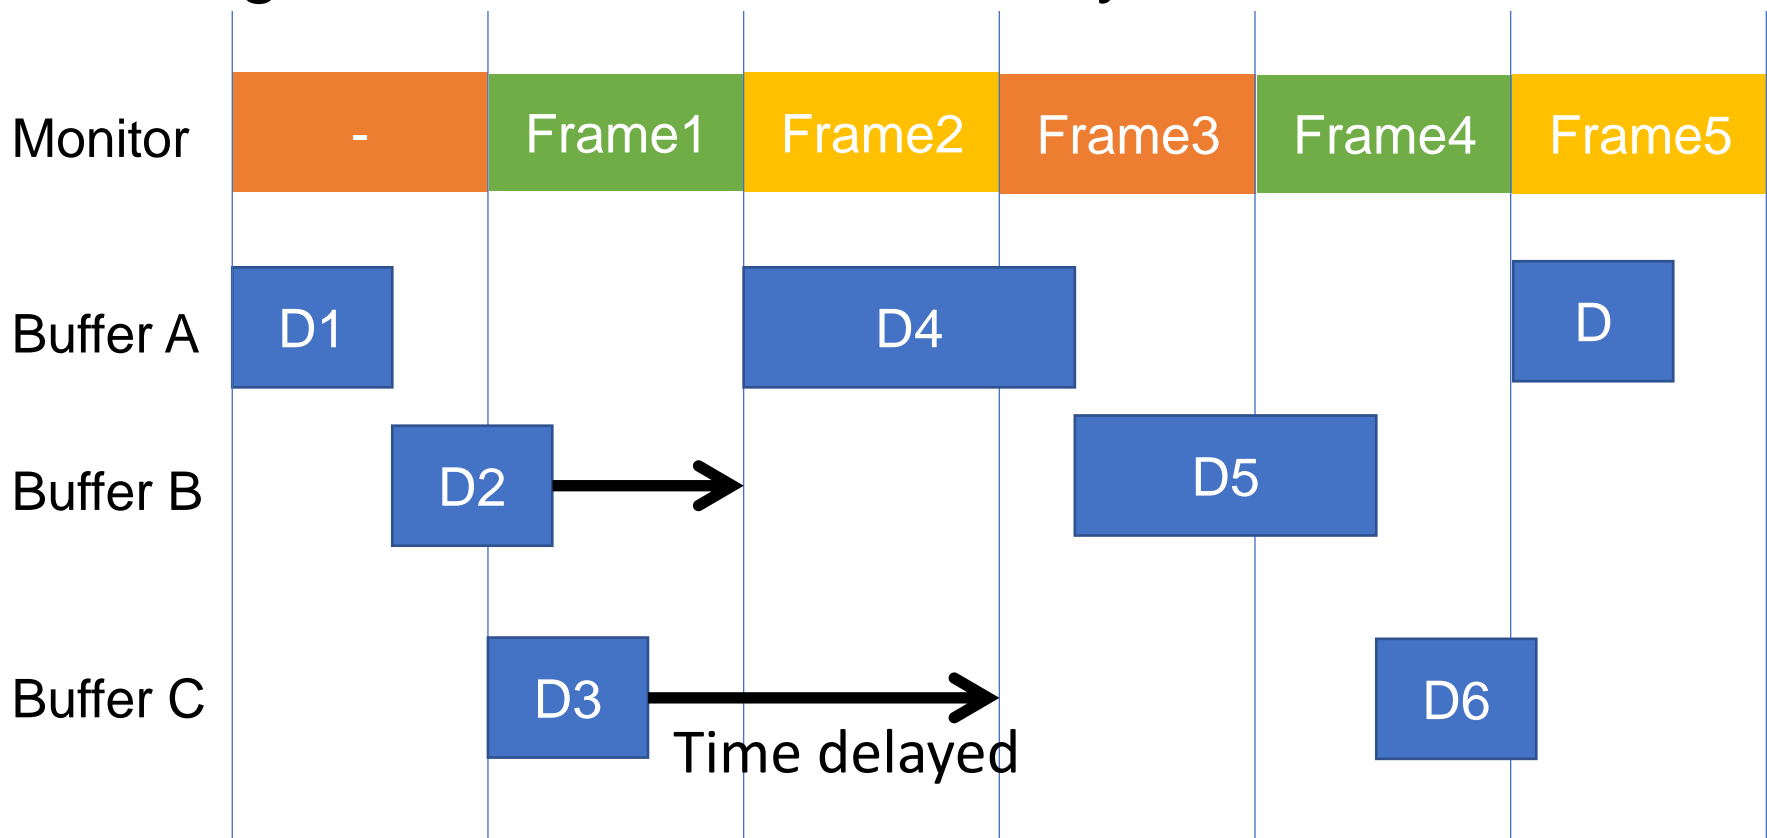 Monitor
-
Frame1
Frame2
Frame3
Frame4
Frame5
Buffer A
D1
D4
D
Buffer B
D2
D5
Buffer C
D3
D6
Time delayed